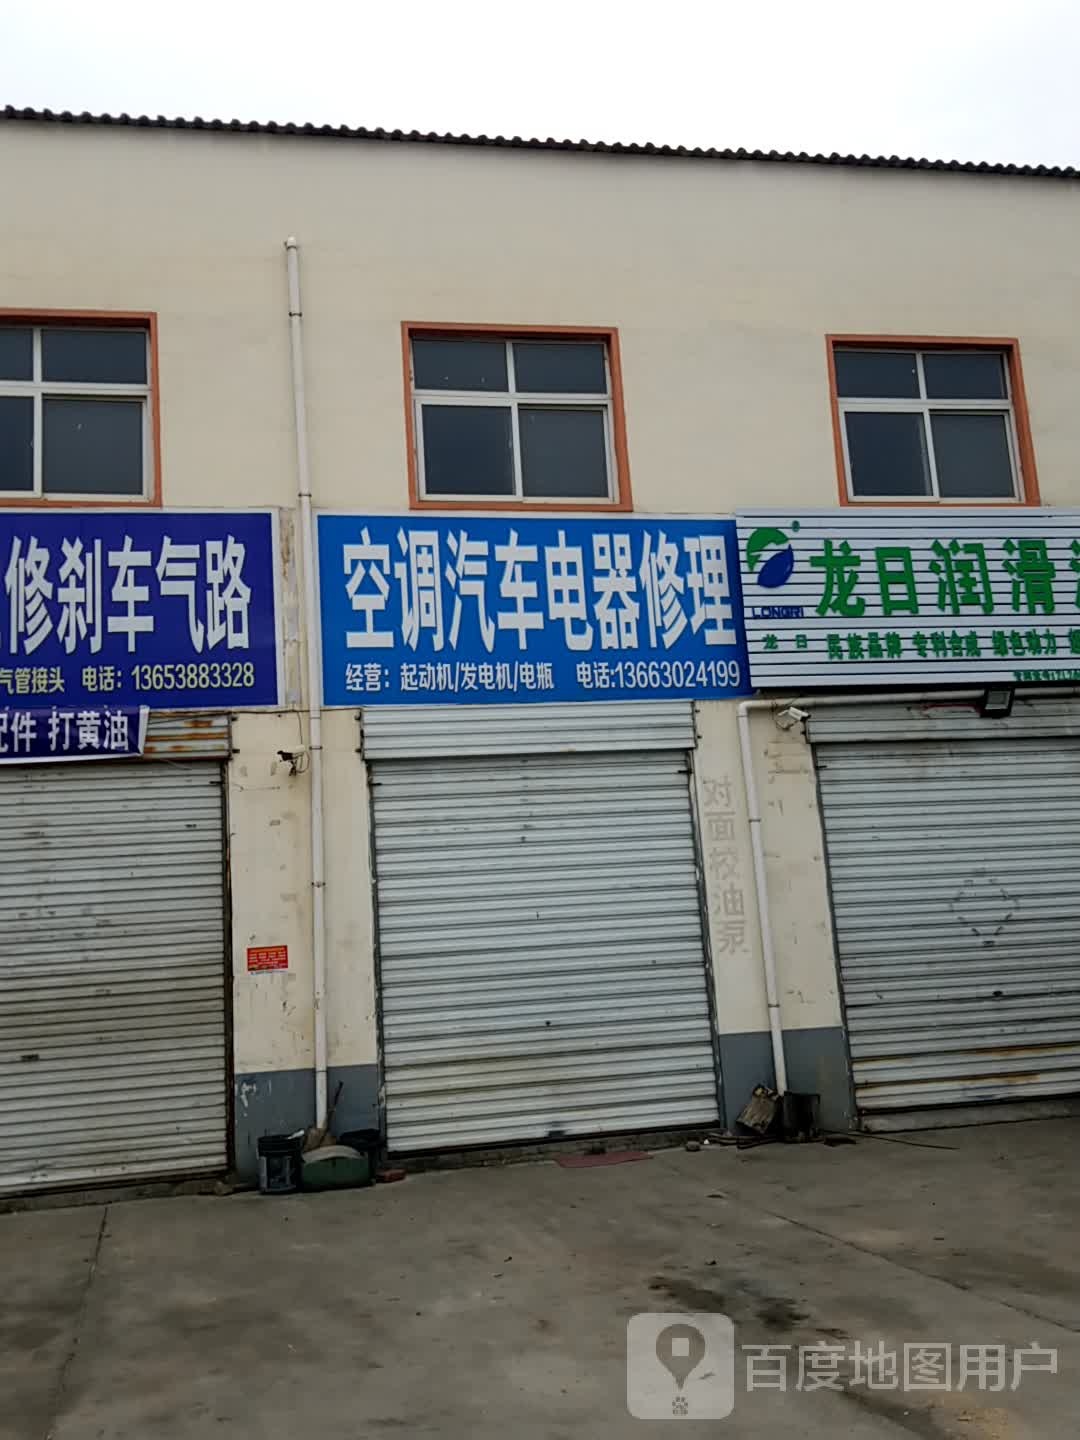 修刹车气路
气管接头 电话：13653883328
配件 打黄油
空调汽车电器修理
经营：起动机/发电机/电瓶 电话:13663024199
LONGRI
龙日
龙日润滑
民族品牌 专科合成 绿色动力
对面校油泵
百度地图用户